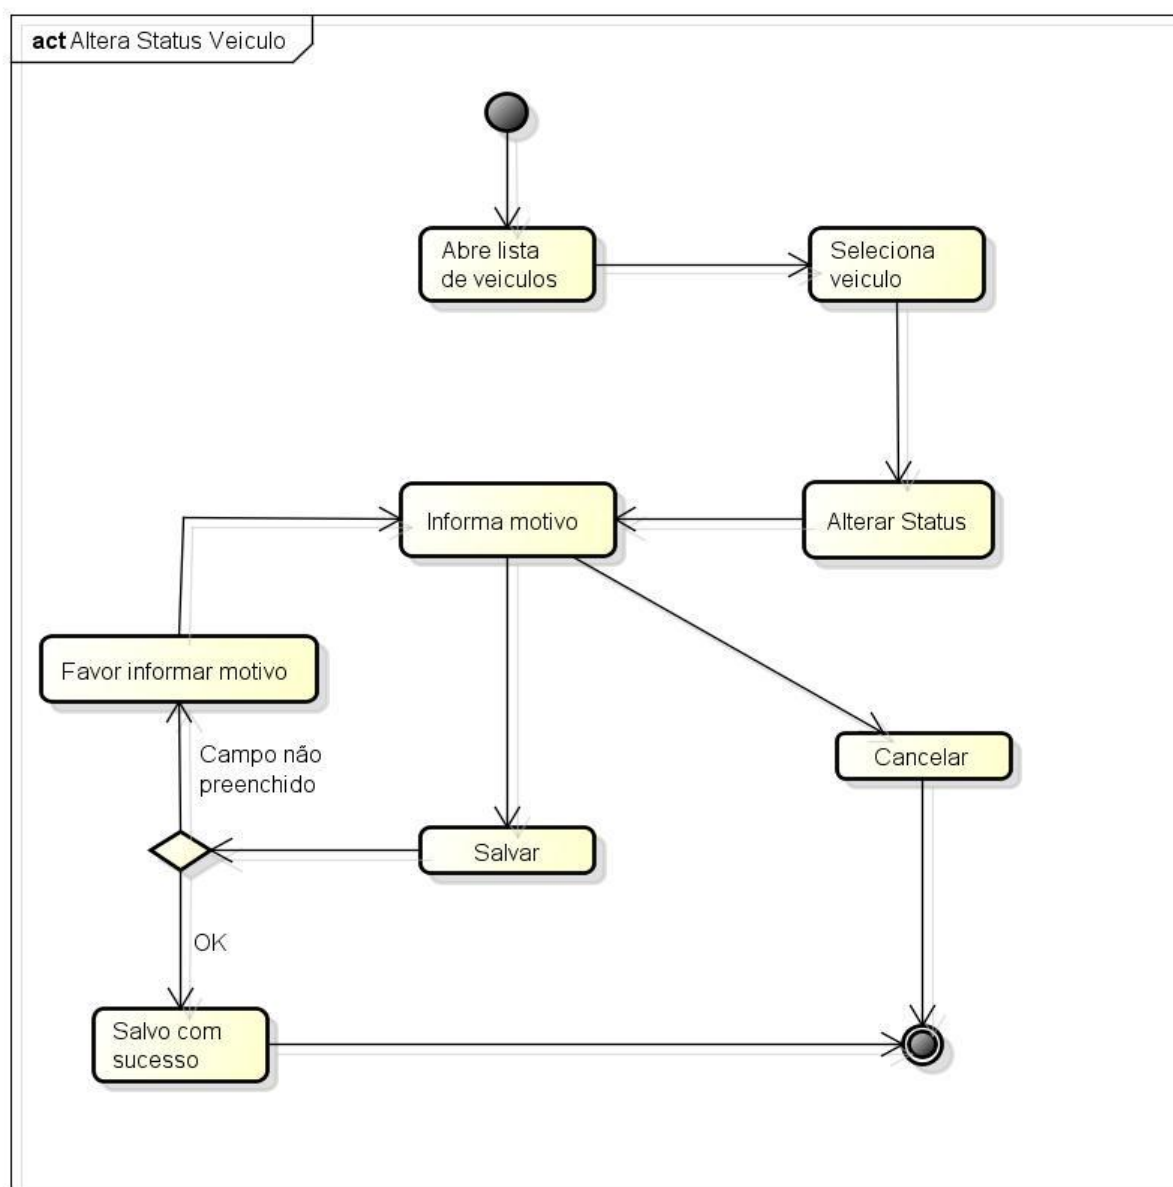 act Altera Status Veiculo
Abre lista
de veiculos
Seleciona
veiculo
Informa motivo
Alterar Status
Favor informar motivo
Campo não
preenchido
Cancelar
Salvar
OK
Salvo com
sucesso